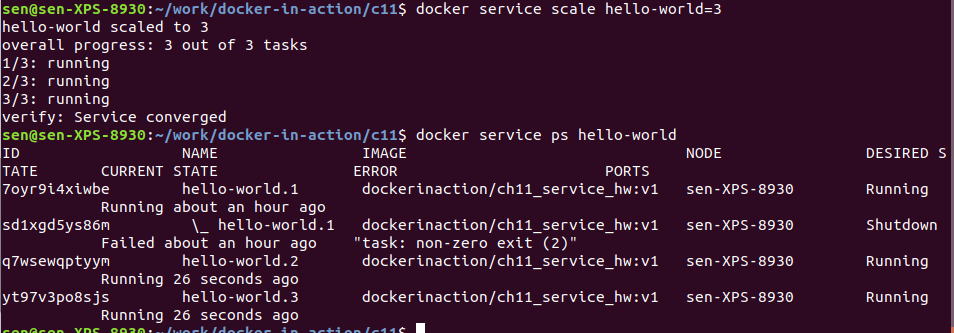 sen@sen-XPS-8930:~/work/docker-in-action/c11$ docker service scale hello-world=3
hello-world scaled to 3
overall progress: 3 out of 3 tasks
1/3: running
2/3: running
3/3: running
verify: Service converged
sen@sen-XPS-8930:~/work/docker-in-action/c11$ docker service ps hello-world
ID                  NAME                IMAGE                               NODE                DESIRED S
TATE       CURRENT STATE               ERROR                       PORTS
7oyr9i4xiwbe        hello-world.1       dockerinaction/ch11_service_hw:v1   sen-XPS-8930        Running
           Running about an hour ago
sd1xgd5ys86m         \_ hello-world.1   dockerinaction/ch11_service_hw:v1   sen-XPS-8930        Shutdown
           Failed about an hour ago    "task: non-zero exit (2)"
q7wsewqptyym        hello-world.2       dockerinaction/ch11_service_hw:v1   sen-XPS-8930        Running
           Running 26 seconds ago
yt97v3po8sjs        hello-world.3       dockerinaction/ch11_service_hw:v1   sen-XPS-8930        Running
           Running 26 seconds ago
sen@sen-XPS-8930:~/work/docker-in-action/c11$